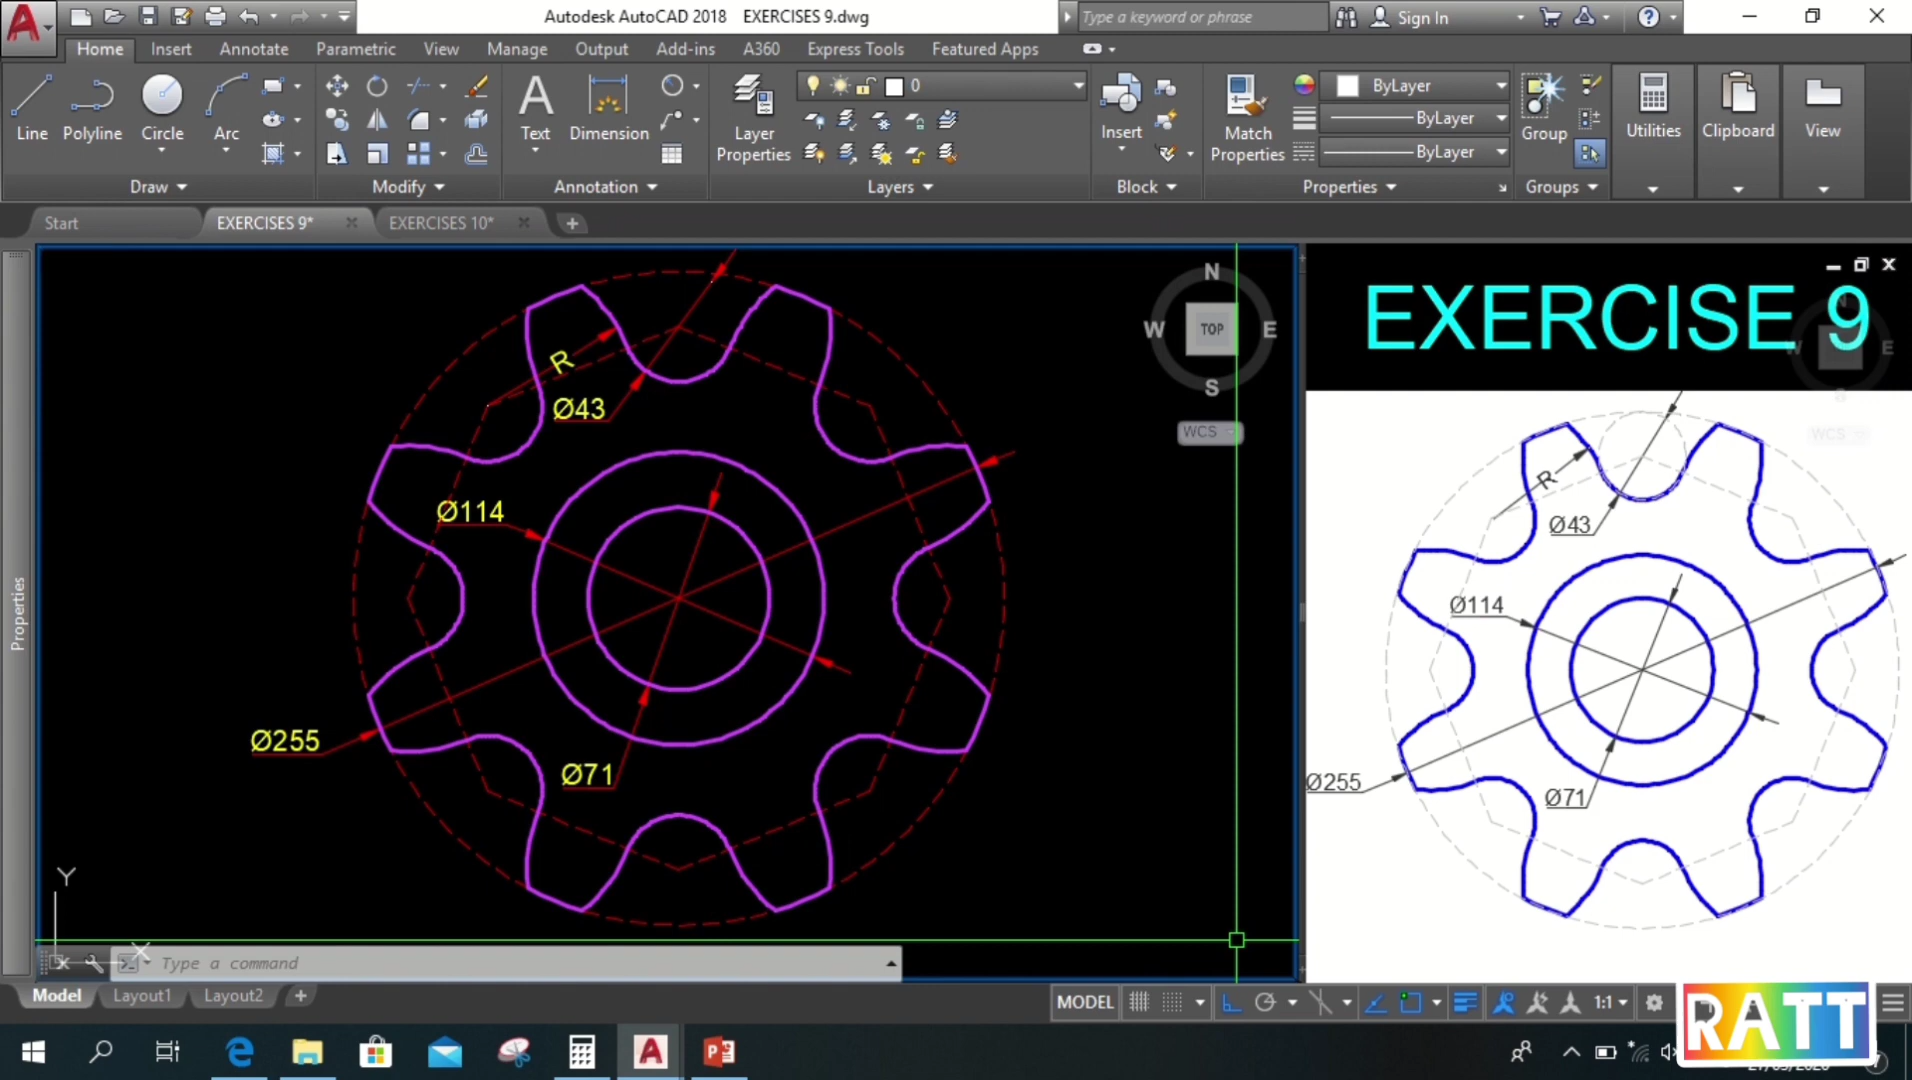 Autodesk AutoCAD 2018 EXERCISES 9.dwg
Type a keyword or phrase
Sign In
Home Insert Annotate Parametric View Manage Output Add-ins A360 Express Tools Featured Apps
Line Polyline Circle Arc
Text Dimension
Layer Properties
0
Insert
Match Properties
ByLayer
ByLayer
ByLayer
Group
Utilities Clipboard View
Draw Modify Annotation Layers Block Properties Groups
Start EXERCISES 9* EXERCISES 10*
Properties
R
Ø43
Ø114
Ø255
Ø71
N
W TOP E
S
WCS
Y
X
EXERCISE 9
N
W E
S
WCS
R
Ø43
Ø114
Ø255
Ø71
Type a command
Model Layout1 Layout2
MODEL 1:1
RATT